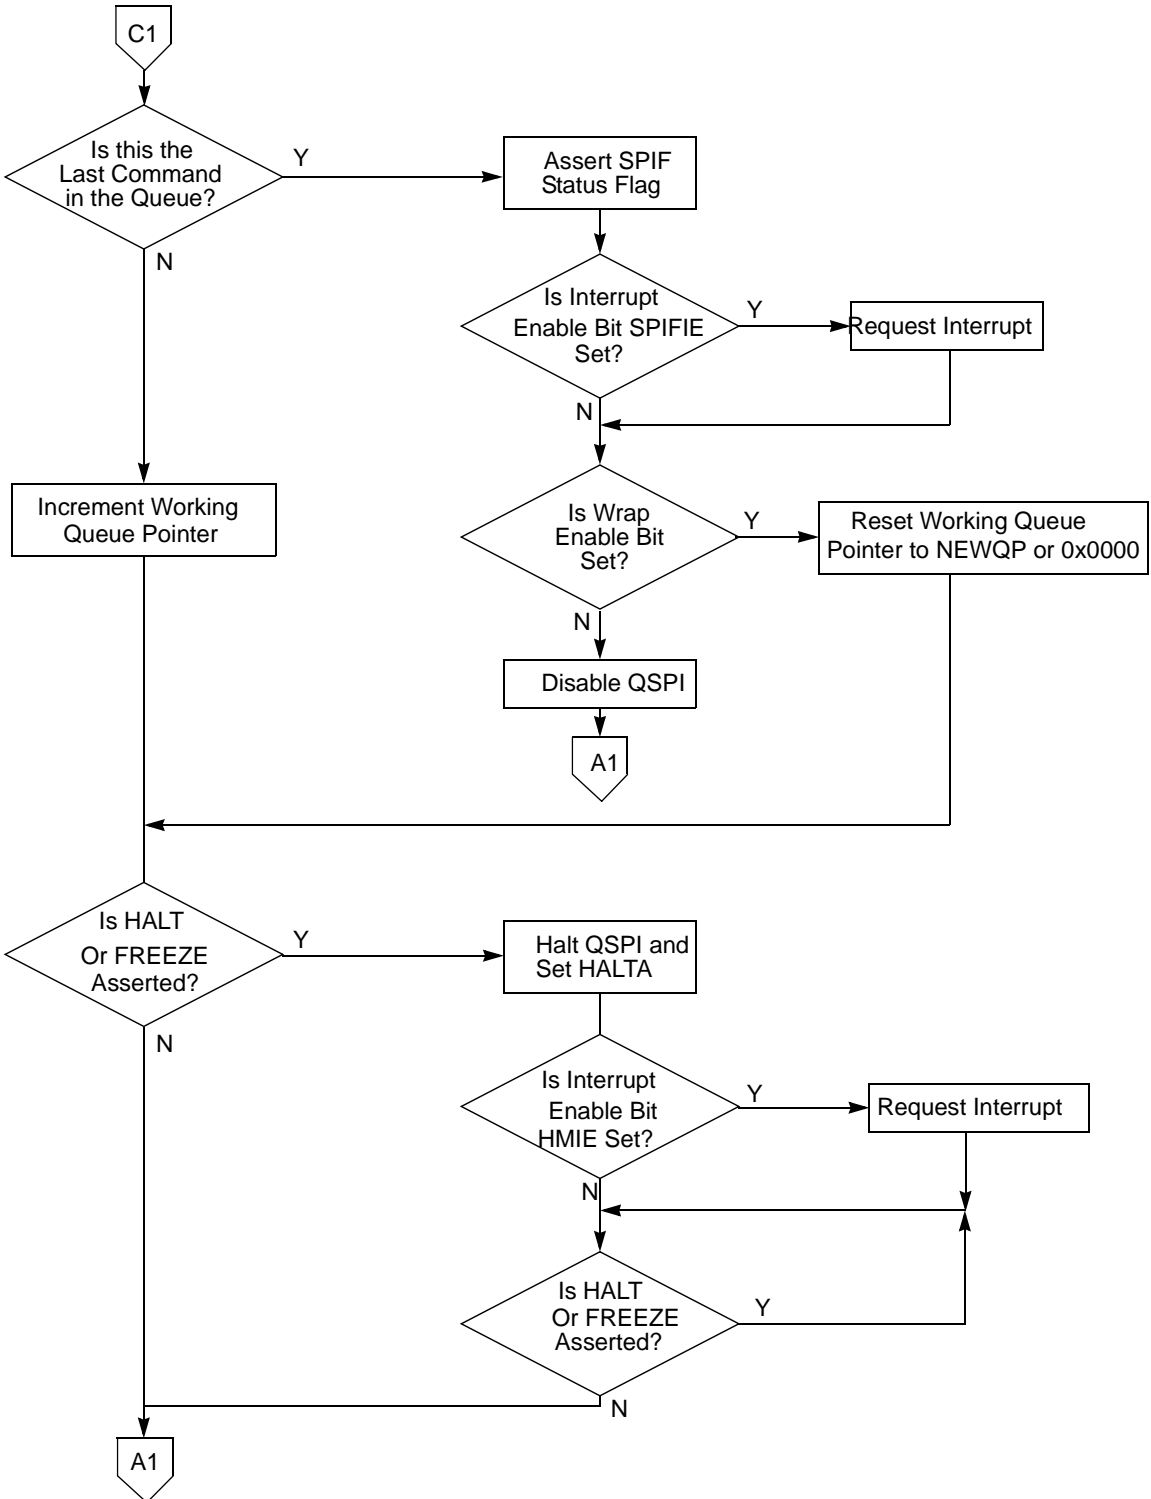 C1
Is this the
Last Command
in the Queue?
Y
N
Assert SPIF
Status Flag
Is Interrupt
Enable Bit SPIFIE
Set?
Y
Request Interrupt
N
Increment Working
Queue Pointer
Is Wrap
Enable Bit
Set?
Y
Reset Working Queue
Pointer to NEWQP or 0x0000
N
Disable QSPI
A1
Is HALT
Or FREEZE
Asserted?
Y
N
Halt QSPI and
Set HALTA
Is Interrupt
Enable Bit
HMIE Set?
Y
Request Interrupt
N
Is HALT
Or FREEZE
Asserted?
Y
N
A1